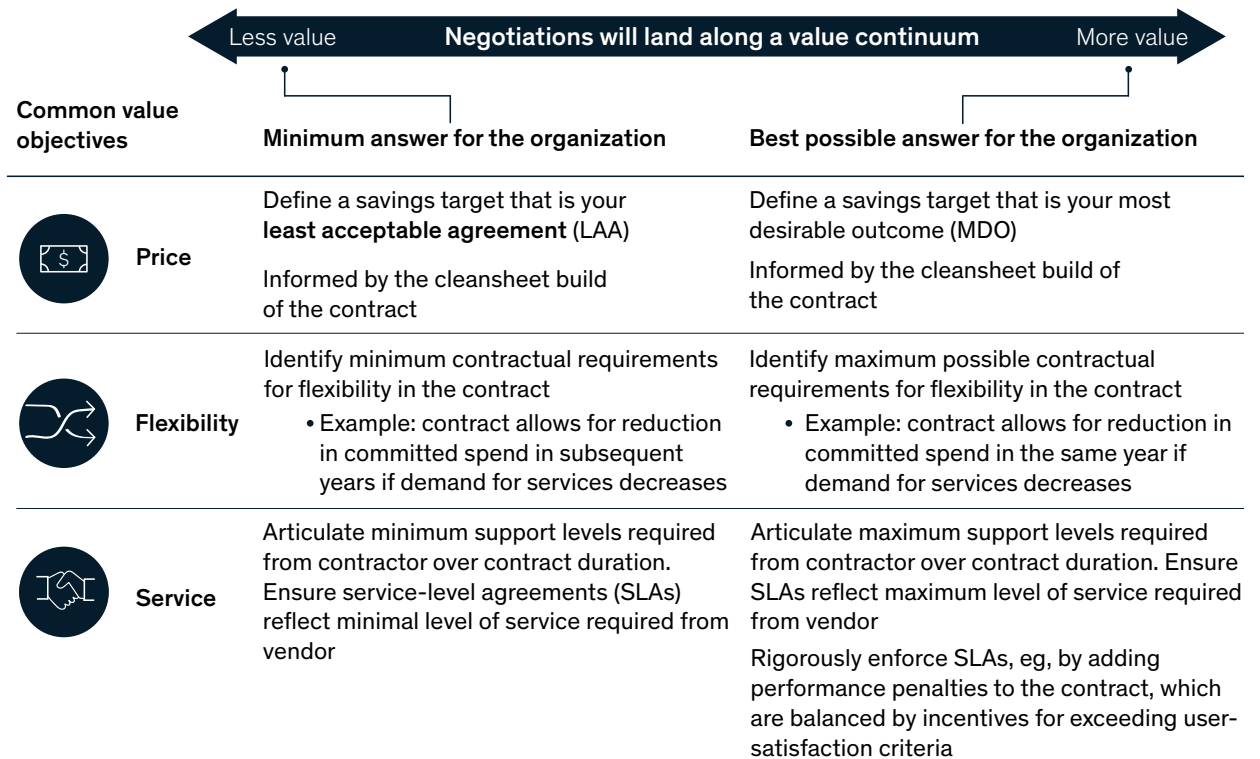 Less value
Negotiations will land along a value continuum
More value
Common value
objectives
Minimum answer for the organization
Best possible answer for the organization
$
Price
Define a savings target that is your
least acceptable agreement (LAA)
Informed by the cleansheet build
of the contract
Define a savings target that is your most
desirable outcome (MDO)
Informed by the cleansheet build of
the contract
Flexibility
Identify minimum contractual requirements
for flexibility in the contract
• Example: contract allows for reduction
in committed spend in subsequent
years if demand for services decreases
Identify maximum possible contractual
requirements for flexibility in the contract
• Example: contract allows for reduction in
committed spend in the same year if
demand for services decreases
Service
Articulate minimum support levels required
from contractor over contract duration.
Ensure service-level agreements (SLAs)
reflect minimal level of service required from
vendor
Articulate maximum support levels required
from contractor over contract duration. Ensure
SLAs reflect maximum level of service required
from vendor
Rigorously enforce SLAs, eg, by adding
performance penalties to the contract, which
are balanced by incentives for exceeding user-
satisfaction criteria